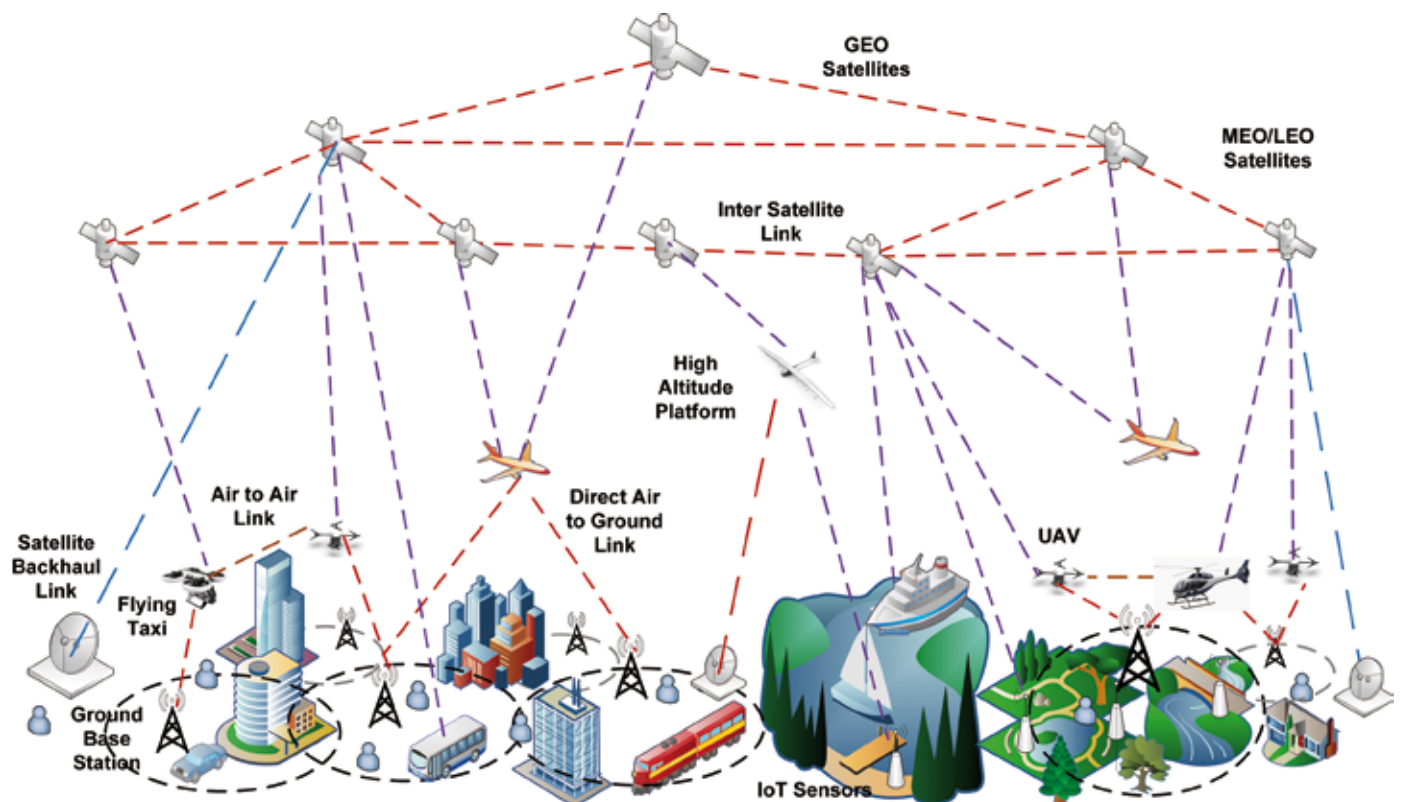 GEO
Satellites
MEO/LEO
Satellites
Inter Satellite
Link
High
Altitude
Platform
Air to Air
Link
Direct Air
to Ground
Link
Satellite
Backhaul
Link
Flying
Taxi
UAV
Ground
Base
Station
IoT Sensors